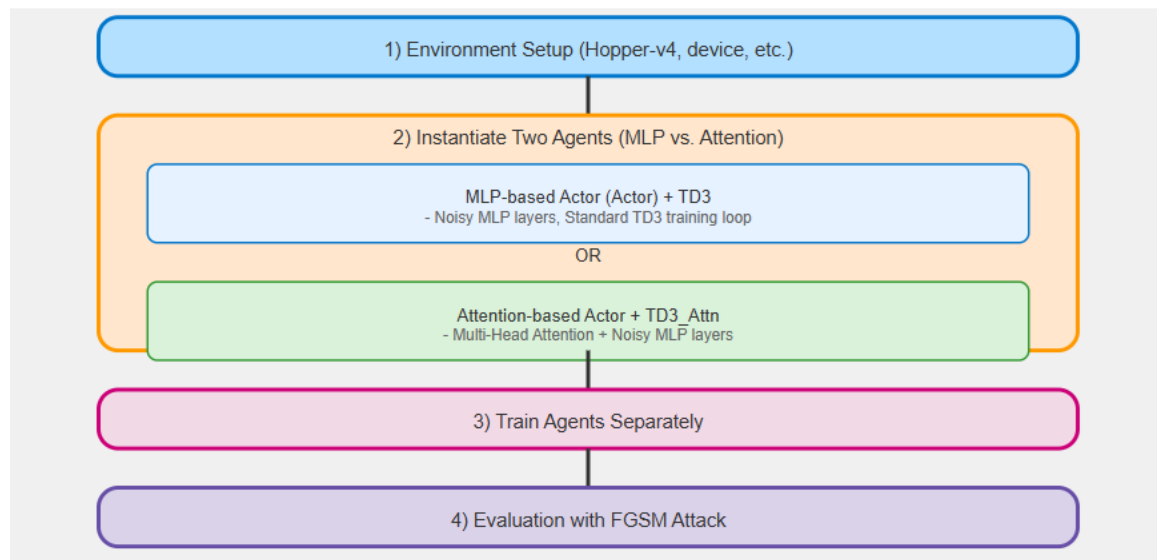 1) Environment Setup (Hopper-v4, device, etc.)
2) Instantiate Two Agents (MLP vs. Attention)
MLP-based Actor (Actor) + TD3
- Noisy MLP layers, Standard TD3 training loop
OR
Attention-based Actor + TD3_Attn
- Multi-Head Attention + Noisy MLP layers
3) Train Agents Separately
4) Evaluation with FGSM Attack